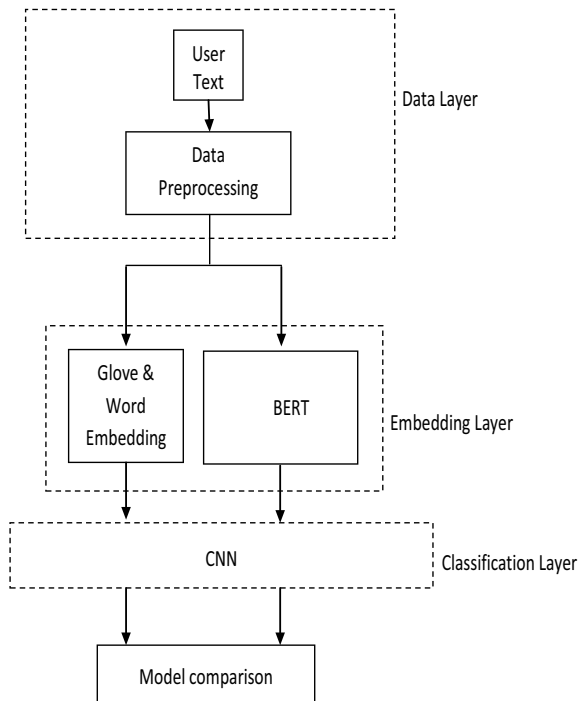 User
Text
Data Layer
Data
Preprocessing
Glove &
Word
Embedding
BERT
Embedding Layer
CNN
Classification Layer
Model comparison